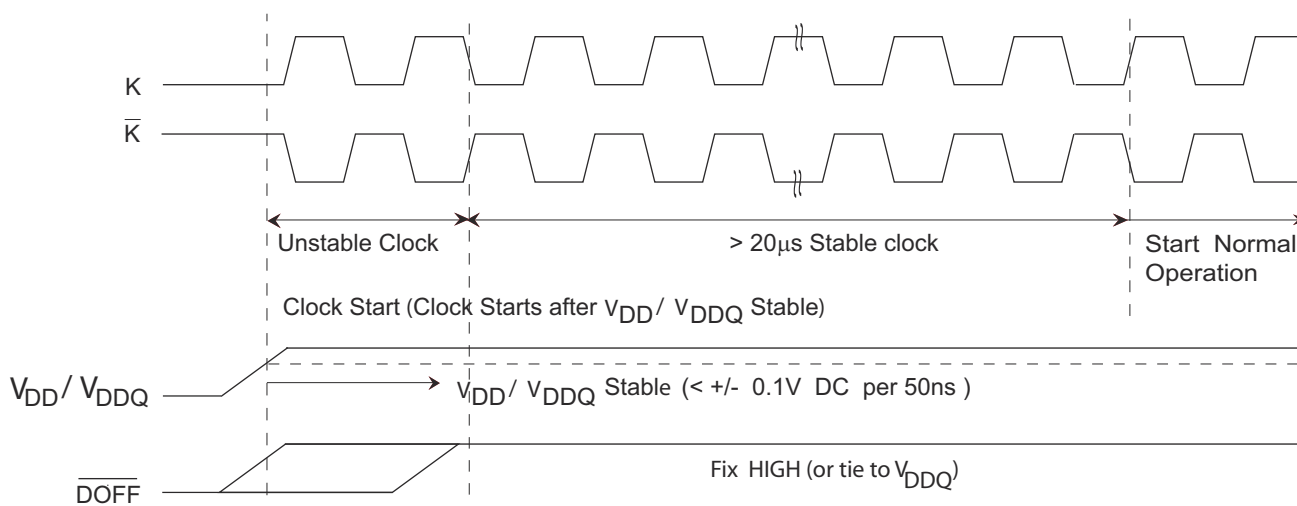 K
K̅
Unstable Clock
> 20μs Stable clock
Start Normal
Operation
Clock Start (Clock Starts after VDD / VDDQ Stable)
VDD / VDDQ
VDD / VDDQ Stable (< +/- 0.1V DC per 50ns )
D̅O̅F̅F̅
Fix HIGH (or tie to VDDQ)